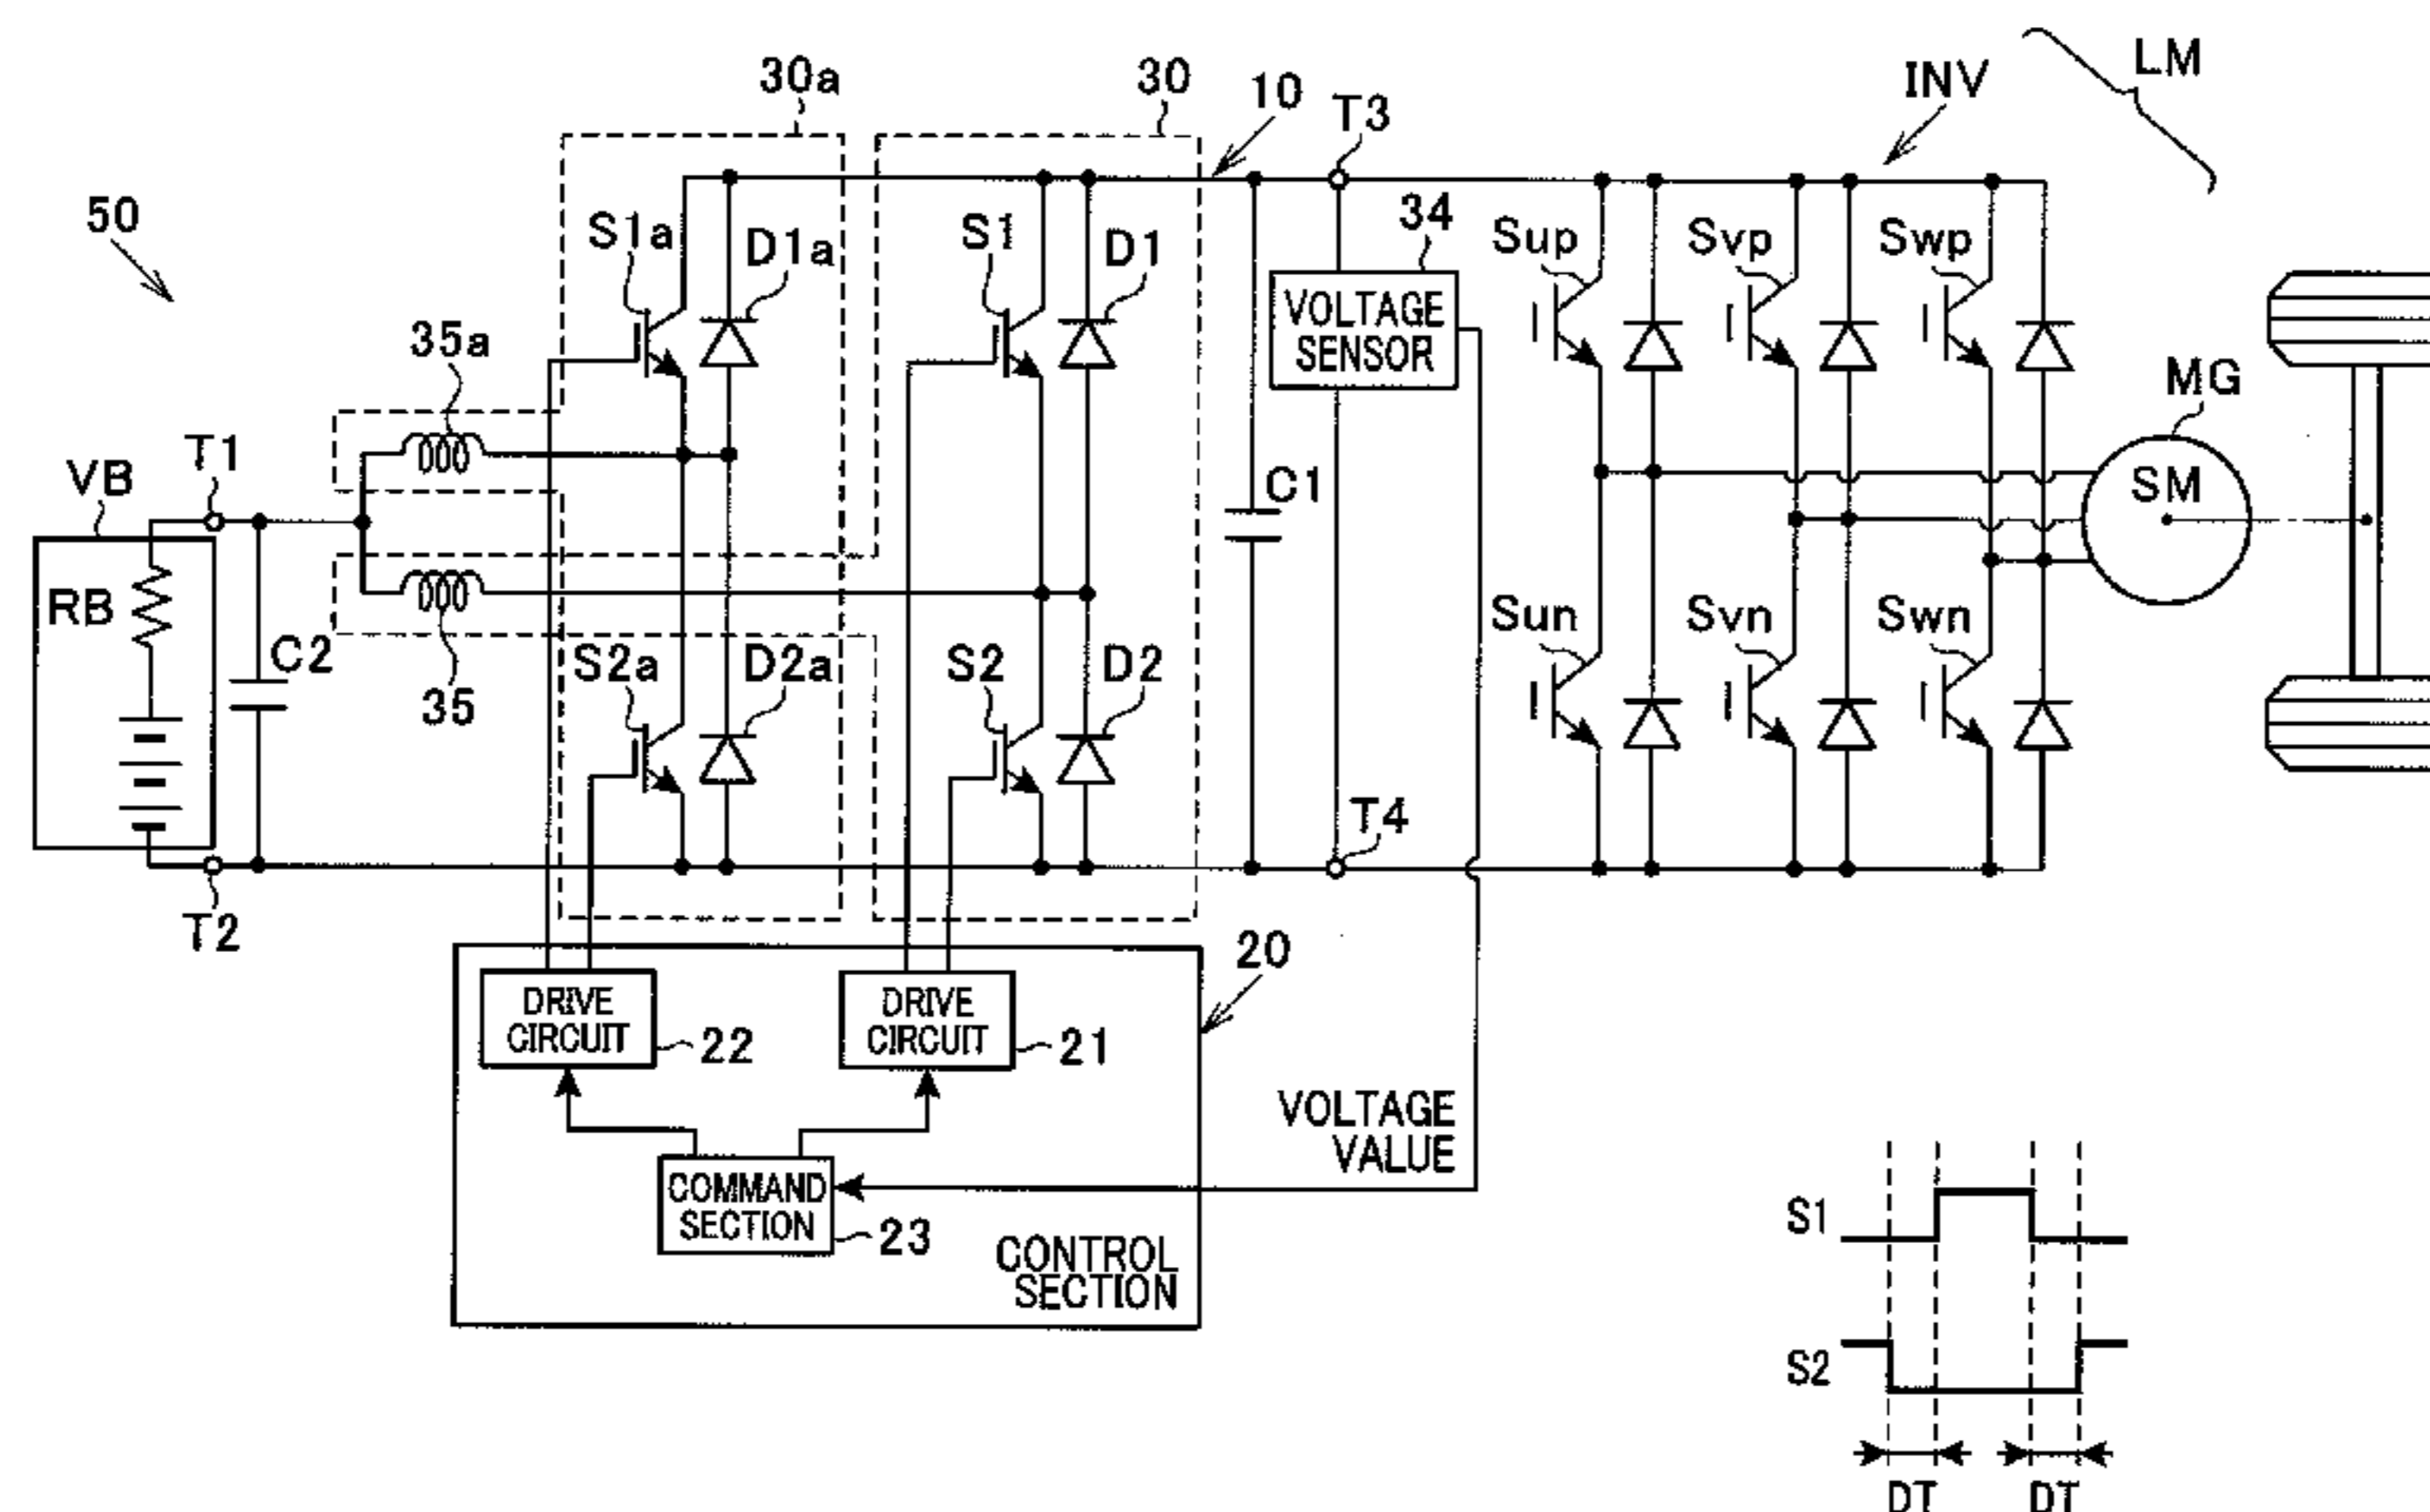 LM
30a
30
10
T3
INV
50
S1a
D1a
S1
D1
34
VOLTAGE
SENSOR
Sup
Svp
Swp
35a
MG
T1
VB
C1
SM
RB
C2
35
S2a
D2a
S2
D2
Sun
Svn
Swn
T4
T2
20
DRIVE
CIRCUIT
22
DRIVE
CIRCUIT
21
VOLTAGE
VALUE
COMMAND
SECTION
23
CONTROL
SECTION
S1
S2
DT
DT